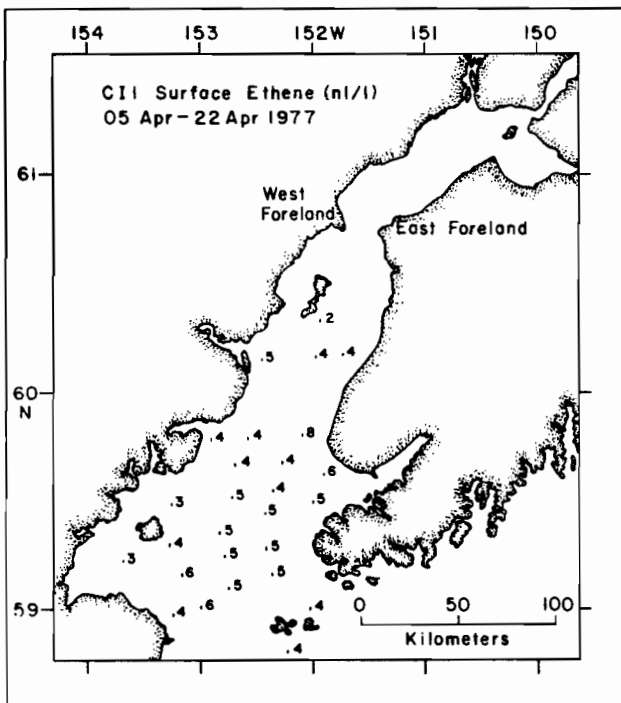 154 153 152W 151 150
CI1 Surface Ethene (nl/l)
05 Apr-22 Apr 1977
61
West
Foreland
East Foreland
.2
.5 .4 .4
60
N
.4 .4 .8
.4 .4 .6
.3 .5 .4 .5
.5
.3 .4 .5 .5 .5
.5
.6 .5 .5
59
.4 .6 .4
.4
0 50 100
Kilometers